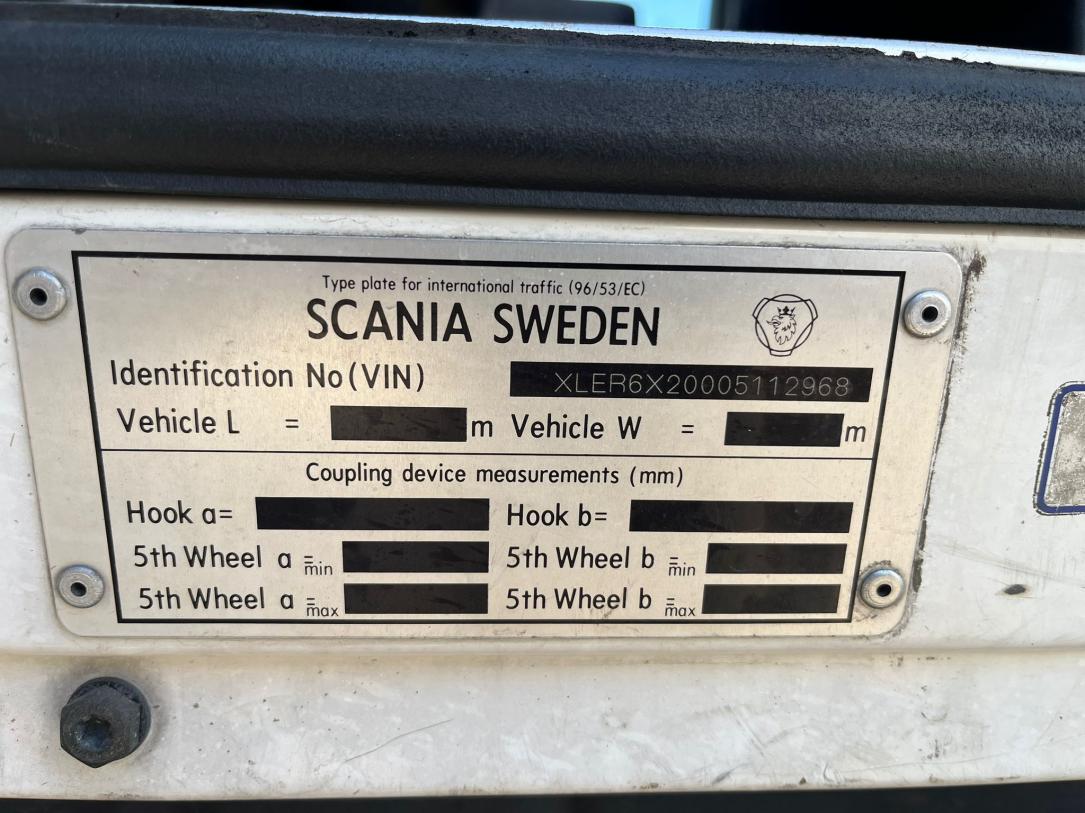 Type plate for international traffic (96/53/EC)
SCANIA SWEDEN
Identification No(VIN) XLER6X20005112968
Vehicle L = m Vehicle W = m
Coupling device measurements (mm)
Hook a= Hook b=
5th Wheel a = min 5th Wheel b = min
5th Wheel a = max 5th Wheel b = max